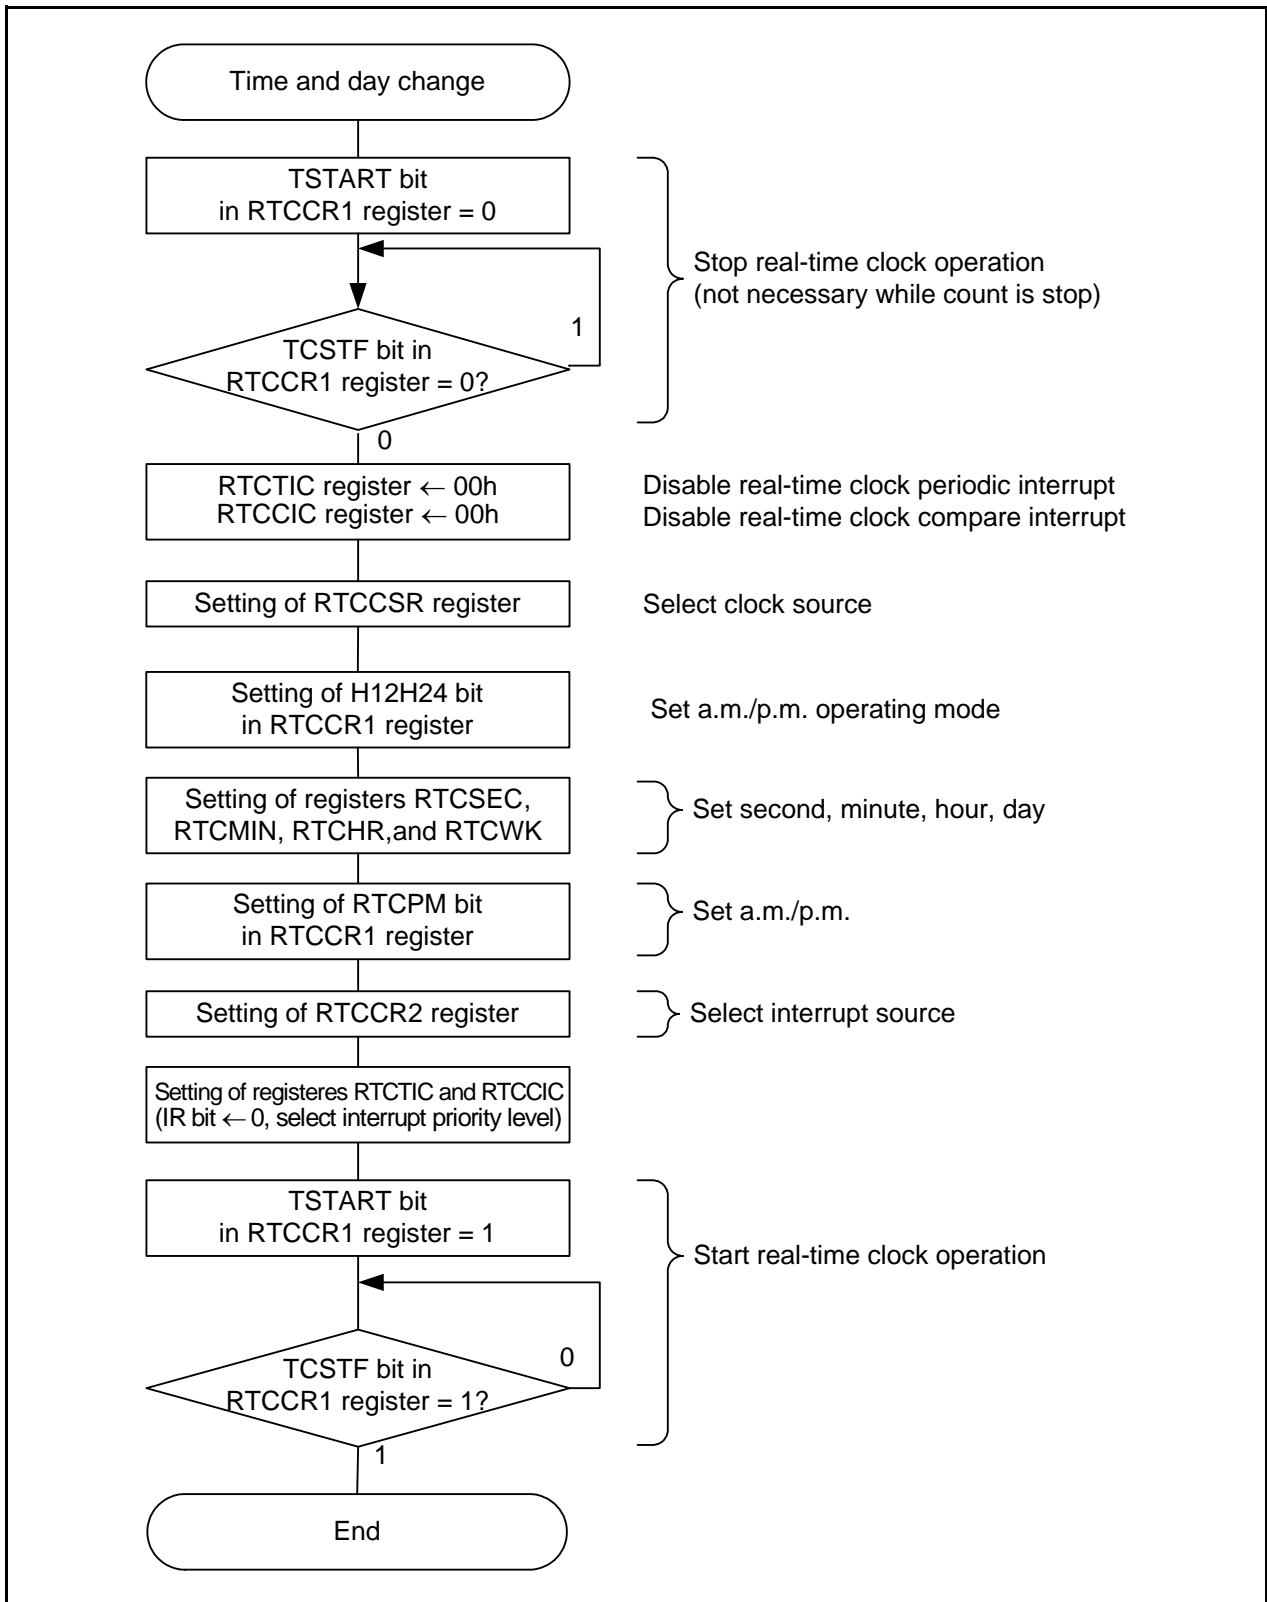 Time and day change
TSTART bit
in RTCCR1 register = 0
Stop real-time clock operation
(not necessary while count is stop)
1
TCSTF bit in
RTCCR1 register = 0?
0
RTCTIC register ← 00h
RTCCIC register ← 00h
Disable real-time clock periodic interrupt
Disable real-time clock compare interrupt
Setting of RTCCSR register
Select clock source
Setting of H12H24 bit
in RTCCR1 register
Set a.m./p.m. operating mode
Setting of registers RTCSEC,
RTCMIN, RTCHR,and RTCWK
Set second, minute, hour, day
Setting of RTCPM bit
in RTCCR1 register
Set a.m./p.m.
Setting of RTCCR2 register
Select interrupt source
Setting of registeres RTCTIC and RTCCIC
(IR bit ← 0, select interrupt priority level)
TSTART bit
in RTCCR1 register = 1
Start real-time clock operation
0
TCSTF bit in
RTCCR1 register = 1?
1
End